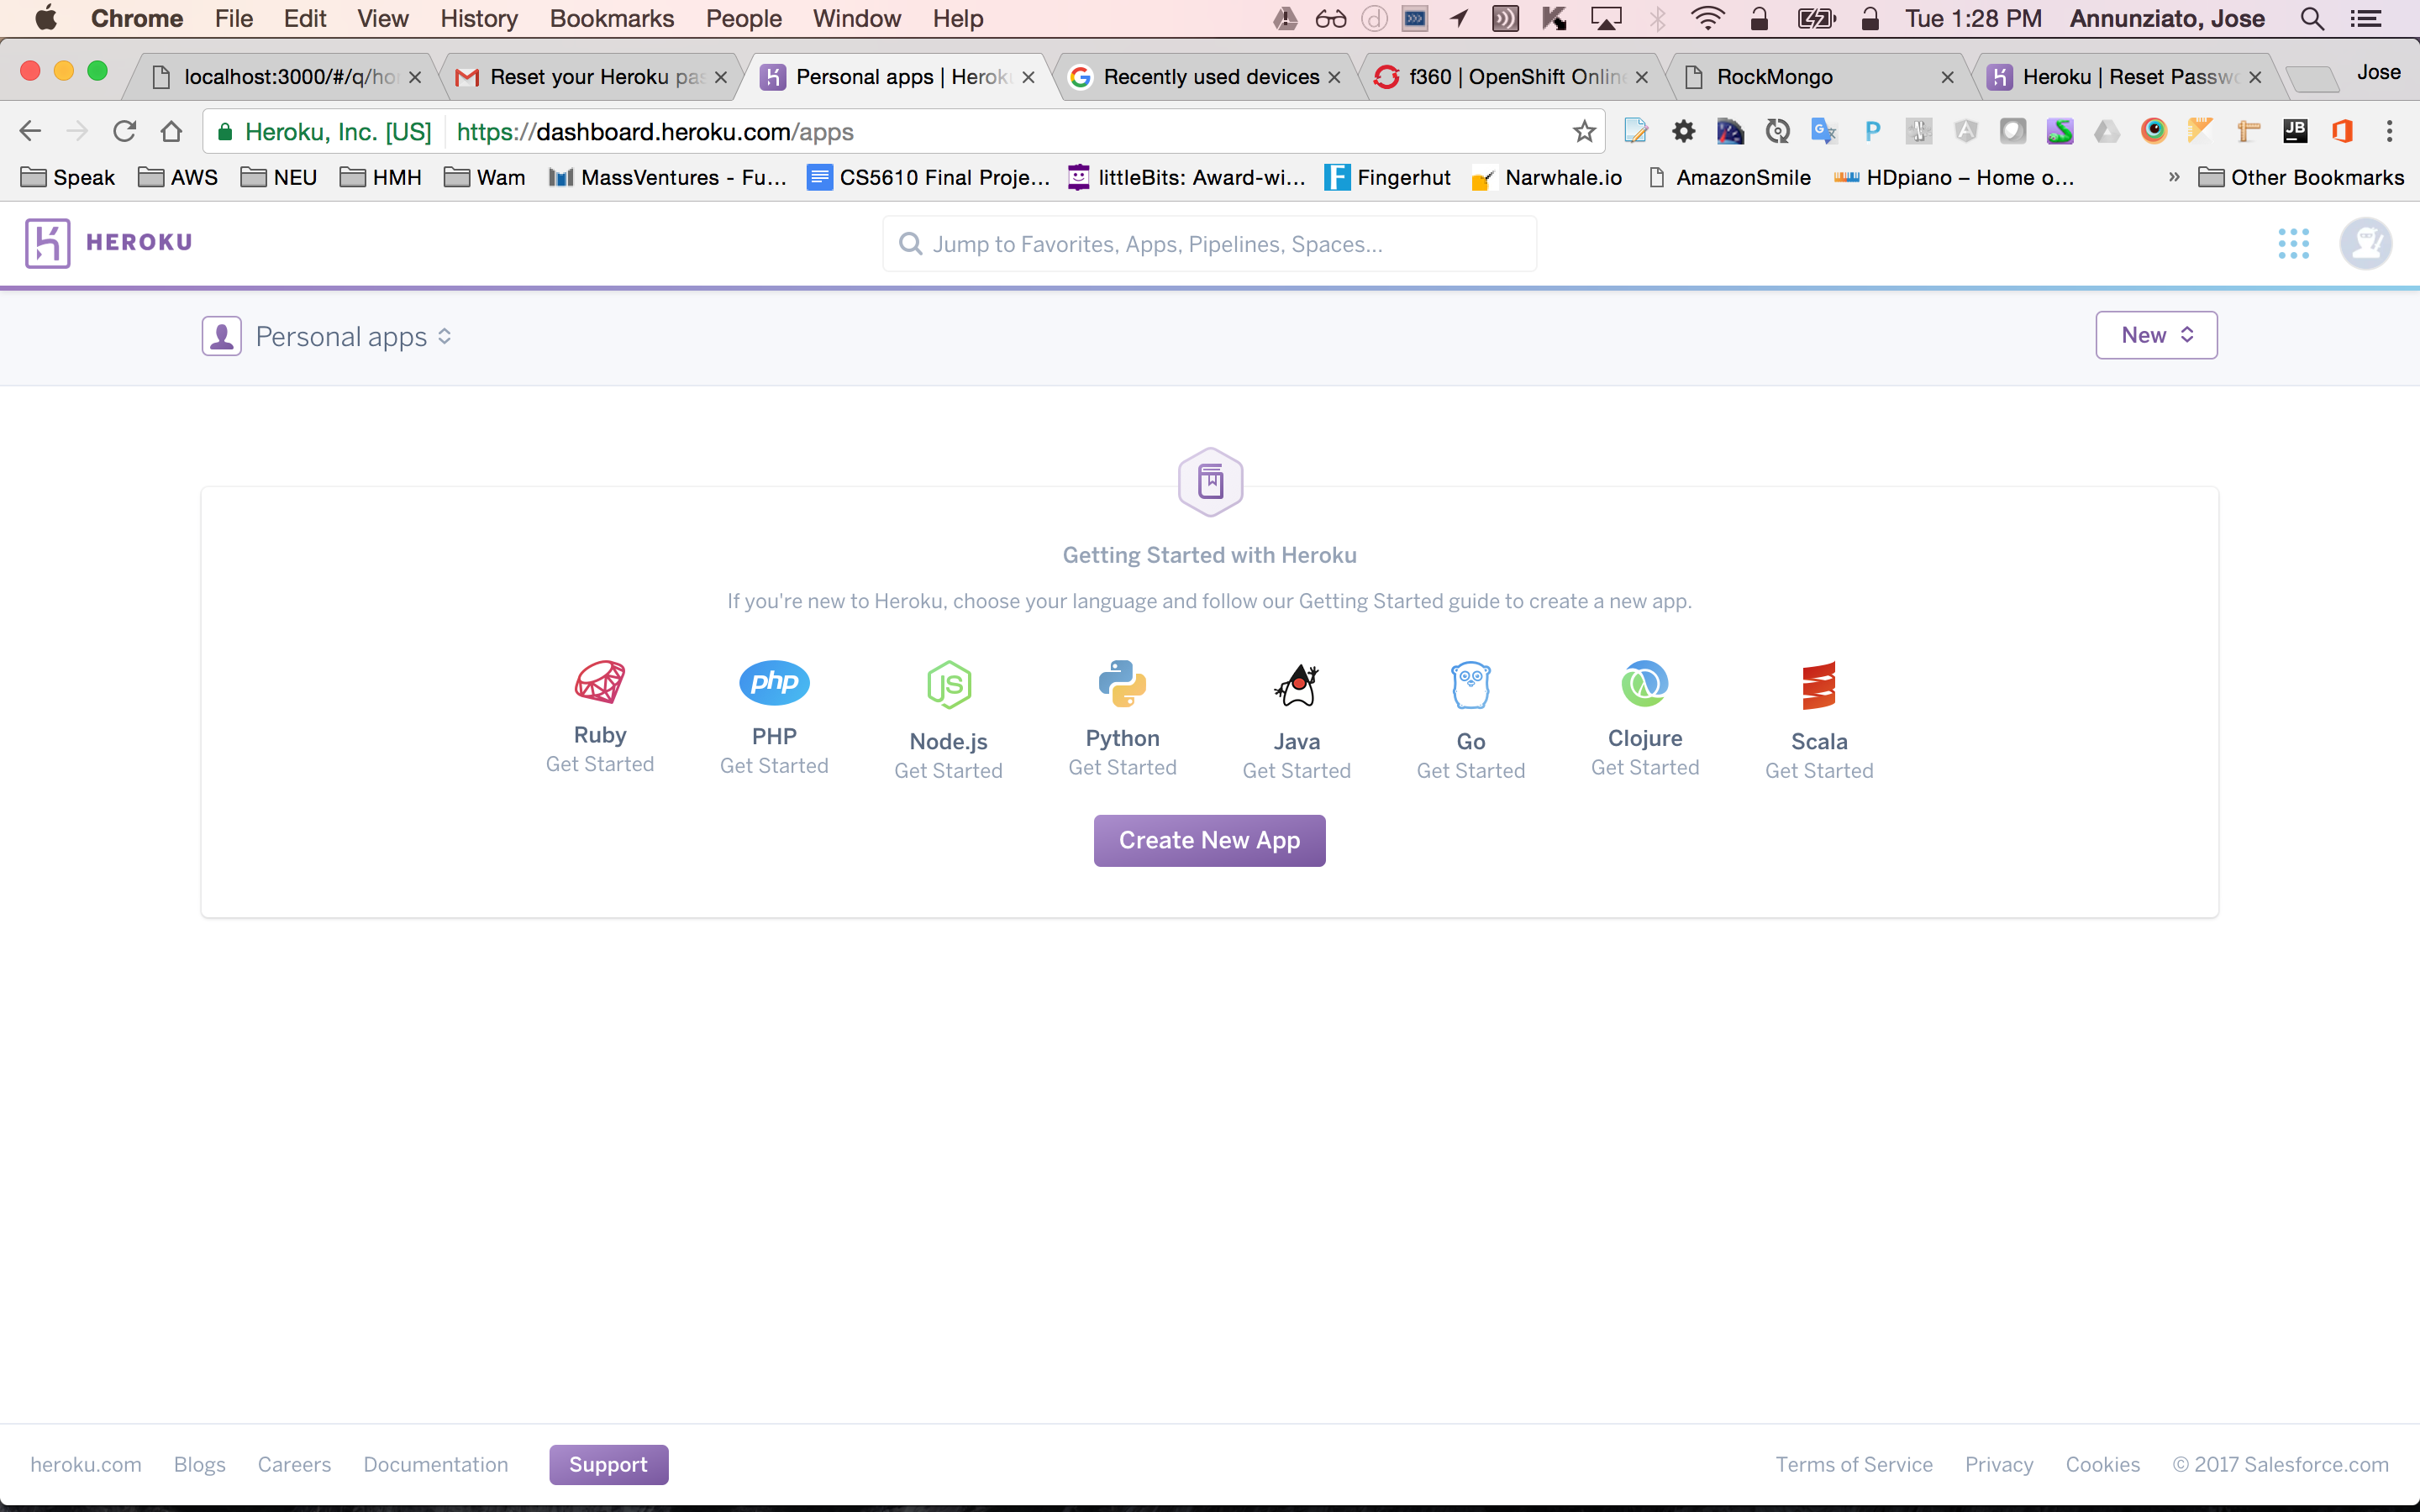 Chrome File Edit View History Bookmarks People Window Help Tue 1:28 PM Annunziato, Jose
localhost:3000/#/q/ho Reset your Heroku pas Personal apps | Heroku Recently used devices f360 | OpenShift Online RockMongo Heroku | Reset Passwo Jose
Heroku, Inc. [US] https://dashboard.heroku.com/apps
Speak AWS NEU HMH Wam MassVentures - Fu... CS5610 Final Proje... littleBits: Award-wi... Fingerhut Narwhale.io AmazonSmile HDpiano – Home o... » Other Bookmarks
HEROKU Jump to Favorites, Apps, Pipelines, Spaces...
Personal apps New
Getting Started with Heroku
If you're new to Heroku, choose your language and follow our Getting Started guide to create a new app.
php JS
Ruby PHP Node.js Python Java Go Clojure Scala
Get Started Get Started Get Started Get Started Get Started Get Started Get Started Get Started
Create New App
heroku.com Blogs Careers Documentation Support Terms of Service Privacy Cookies © 2017 Salesforce.com